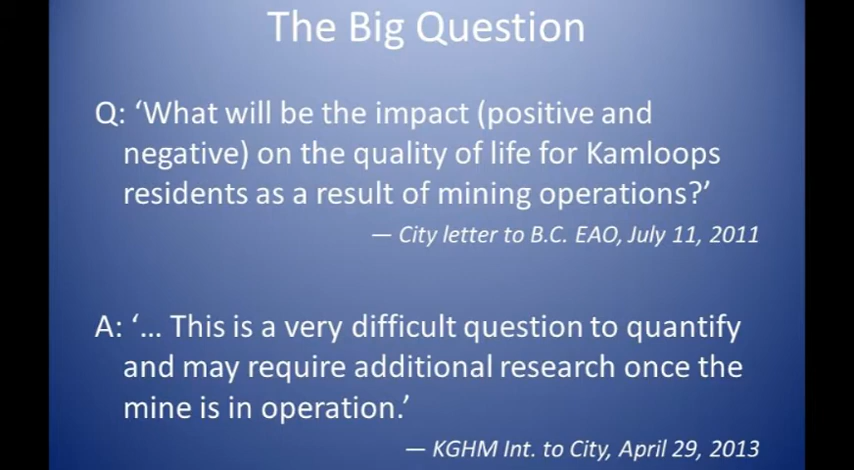 The Big Question
Q: ‘What will be the impact (positive and
negative) on the quality of life for Kamloops
residents as a result of mining operations?’
— City letter to B.C. EAO, July 11, 2011
A: ‘... This is a very difficult question to quantify
and may require additional research once the
mine is in operation.’
— KGHM Int. to City, April 29, 2013